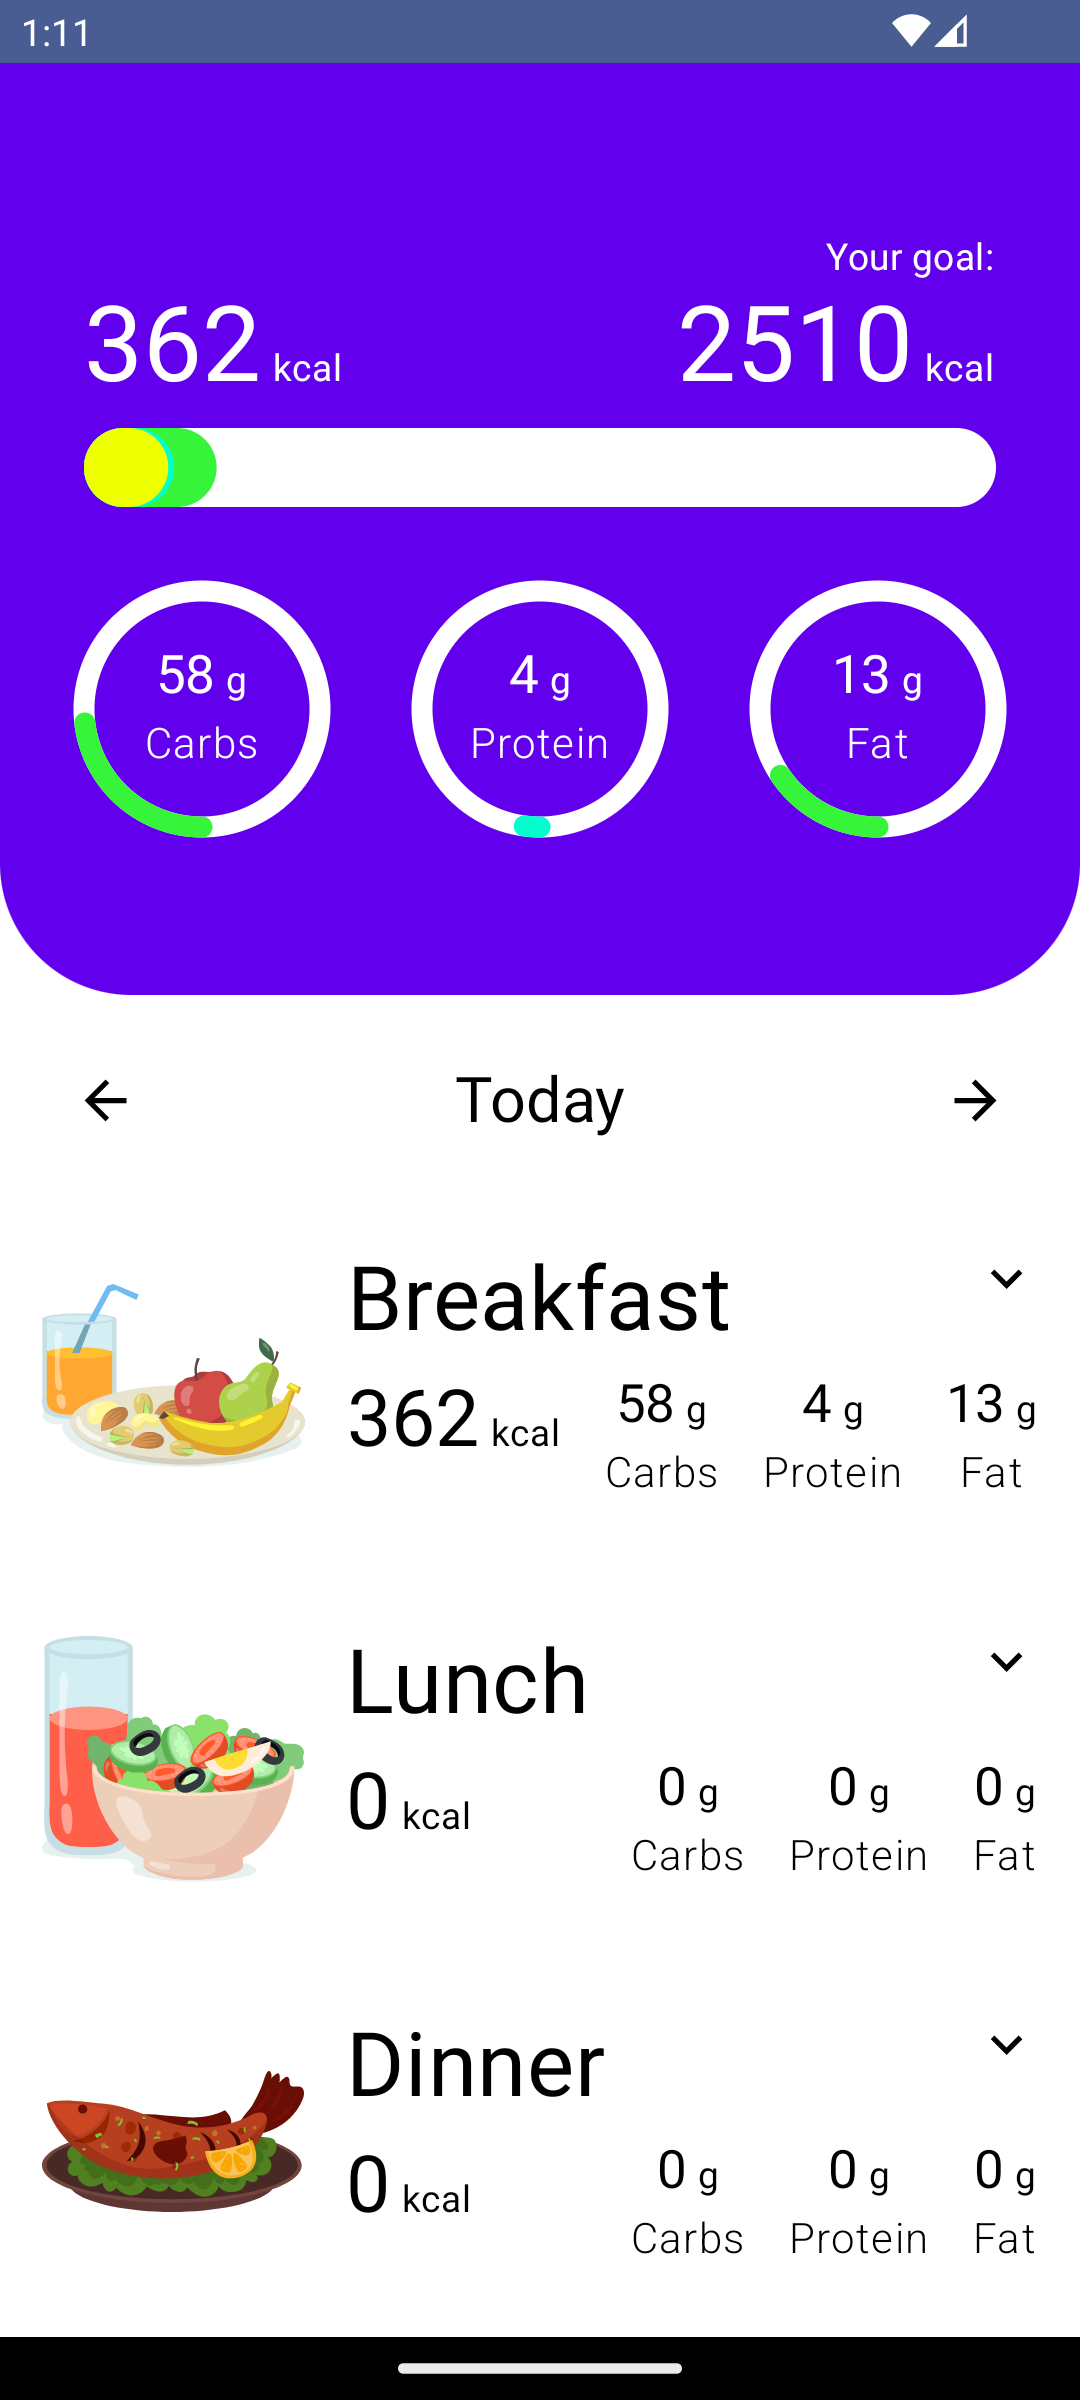 1:11
Your goal:
362 kcal 2510 kcal
58 g 4 g 13 g
Carbs Protein Fat
Today
Breakfast
362 kcal 58 g 4 g 13 g
Carbs Protein Fat
Lunch
0 kcal 0 g 0 g 0 g
Carbs Protein Fat
Dinner
0 kcal 0 g 0 g 0 g
Carbs Protein Fat